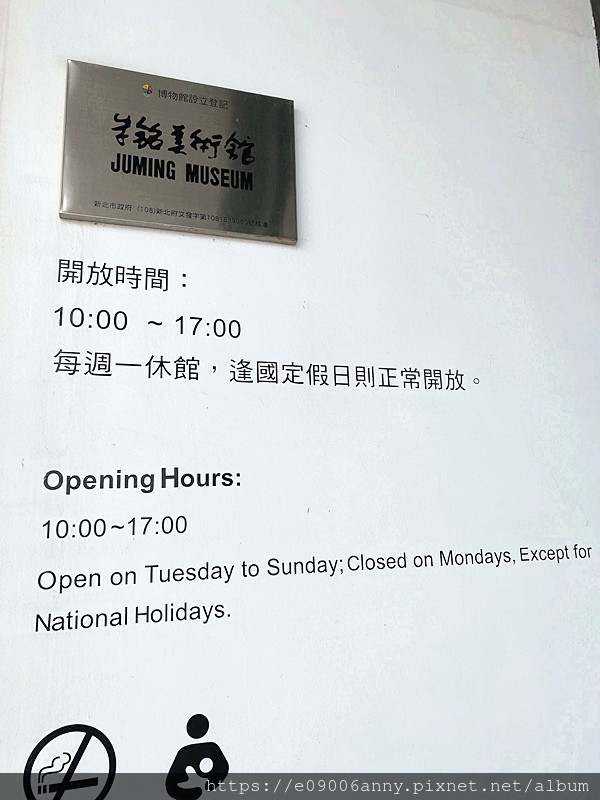 博物館設立登記
朱銘美術館
JUMING MUSEUM
開放時間：
10:00 ~ 17:00
每週一休館，逢國定假日則正常開放。
Opening Hours:
10:00~17:00
Open on Tuesday to Sunday; Closed on Mondays, Except for
National Holidays.
https://e09006anny.pixnet.net/album